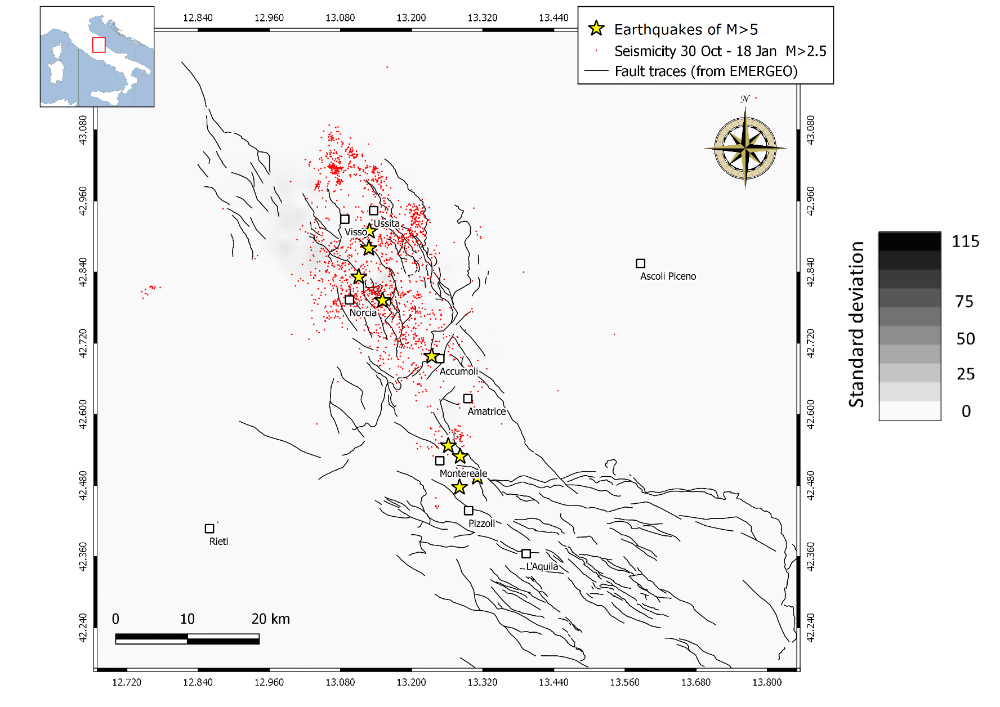 12.840 12.960 13.080 13.200 13.320 13.440
Earthquakes of M>5
Seismicity 30 Oct - 18 Jan M>2.5
Fault traces (from EMERGEO)
N
43.080 43.080
42.960 42.960
Ussita
Visso
42.840 42.840
Ascoli Piceno
Norcia
42.720 42.720
Accumoli
42.600 42.600
Amatrice
Montereale
42.480 42.480
Pizzoli
Rieti
42.360 42.360
L'Aquila
0 10 20 km
42.240 42.240
12.720 12.840 12.960 13.080 13.200 13.320 13.440 13.560 13.680 13.800
Standard deviation
115
75
50
25
0